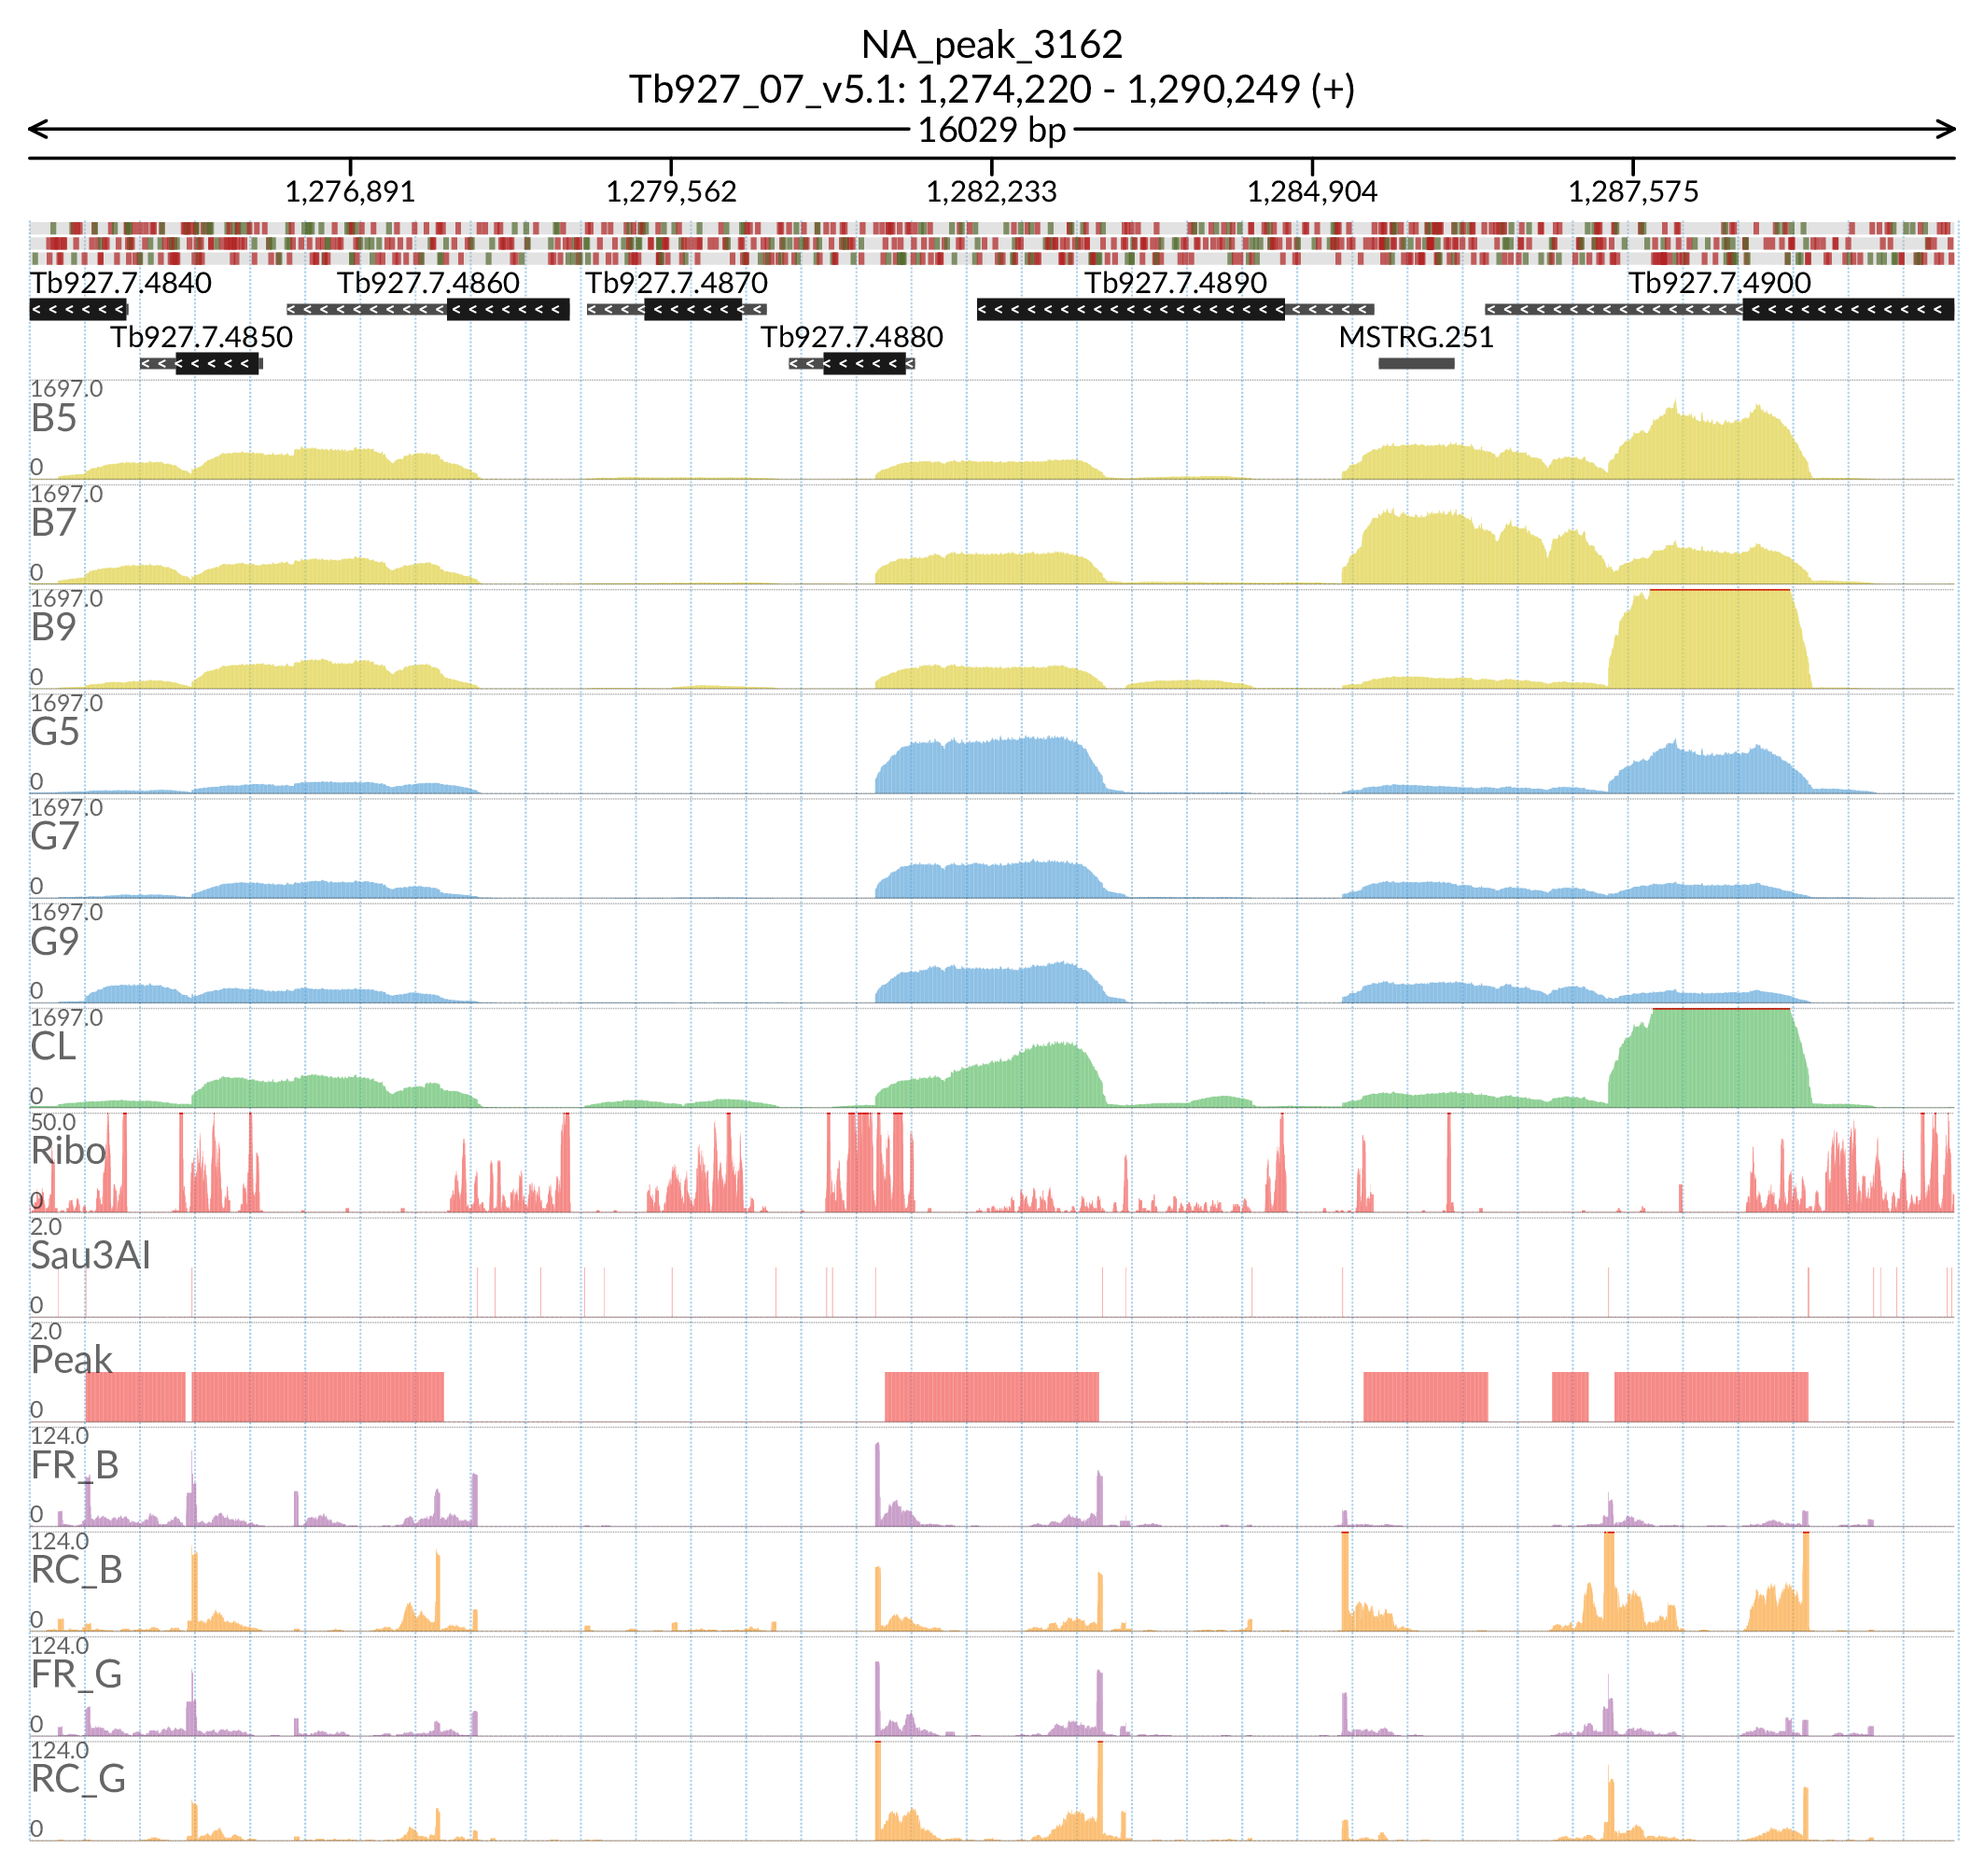 NA_peak_3162
Tb927_07_v5.1: 1,274,220 - 1,290,249 (+)
16029 bp
1,276,891 1,279,562 1,282,233 1,284,904 1,287,575
Tb927.7.4840 Tb927.7.4860 Tb927.7.4870 Tb927.7.4890 Tb927.7.4900
Tb927.7.4850 Tb927.7.4880 MSTRG.251
1697.0
B5
0
1697.0
B7
0
1697.0
B9
0
1697.0
G5
0
1697.0
G7
0
1697.0
G9
0
1697.0
CL
0
50.0
Ribo
0
2.0
Sau3AI
0
2.0
Peak
0
124.0
FR_B
0
124.0
RC_B
0
124.0
FR_G
0
124.0
RC_G
0